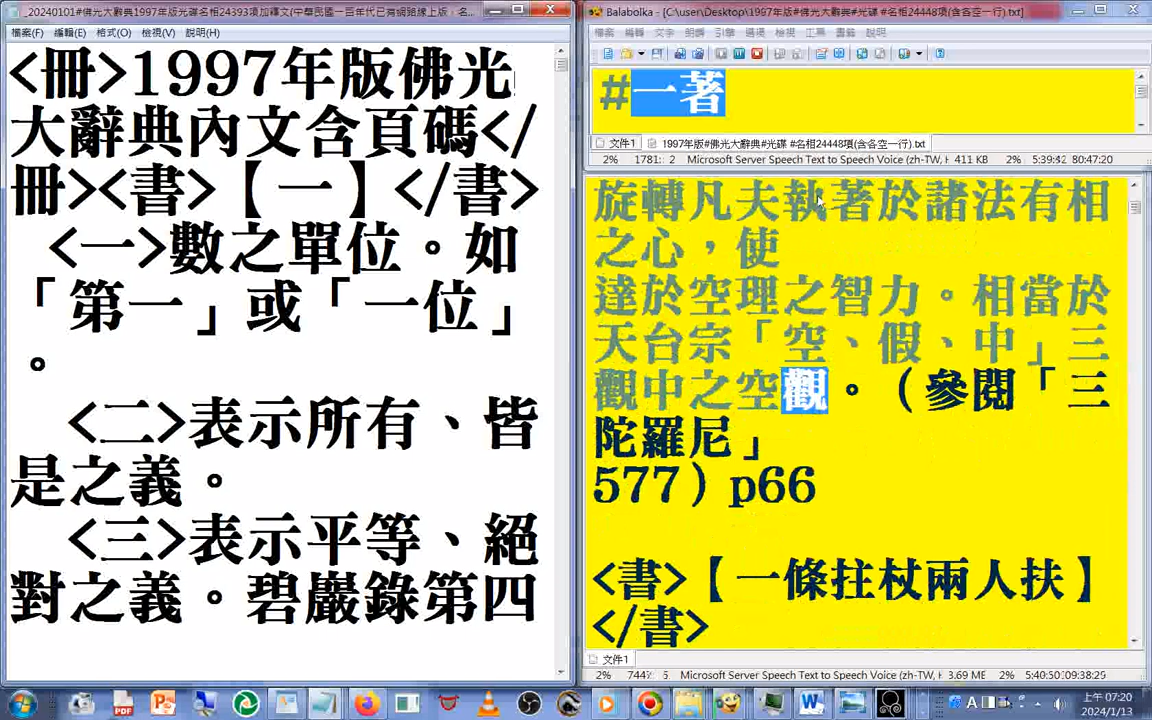 _20240101#佛光大辭典1997年版光碟名相24393項加釋文(中華民國一百年代已有網路線上版，名...
檔案(F) 編輯(E) 格式(O) 檢視(V) 說明(H)
<冊>1997年版佛光
大辭典內文含頁碼</
冊><書>【一】</書>
<一>數之單位。如
「第一」或「一位」
。
<二>表示所有、皆
是之義。
<三>表示平等、絕
對之義。碧巖錄第四
Balabolka - [C:\user\Desktop\1997年版#佛光大辭典#光碟 #名相24448項(含各空一行).txt]
檔案 編輯 文字 朗讀 引擎 選項 檢視 工具 書籤 說明
#一著
文件1 1997年版#佛光大辭典#光碟 #名相24448項(含各空一行).txt
2% 1781: 2 Microsoft Server Speech Text to Speech Voice (zh-TW, H 411 KB 2% 5:39:42 80:47:20
旋轉凡夫執著於諸法有相
之心，使
達於空理之智力。相當於
天台宗「空、假、中」三
觀中之空觀。（參閱「三
陀羅尼」
577）p66
<書>【一條拄杖兩人扶】
</書>
文件1
2% 7447: 5 Microsoft Server Speech Text to Speech Voice (zh-TW, H 3.69 MB 2%
上午 07:20
2024/1/13